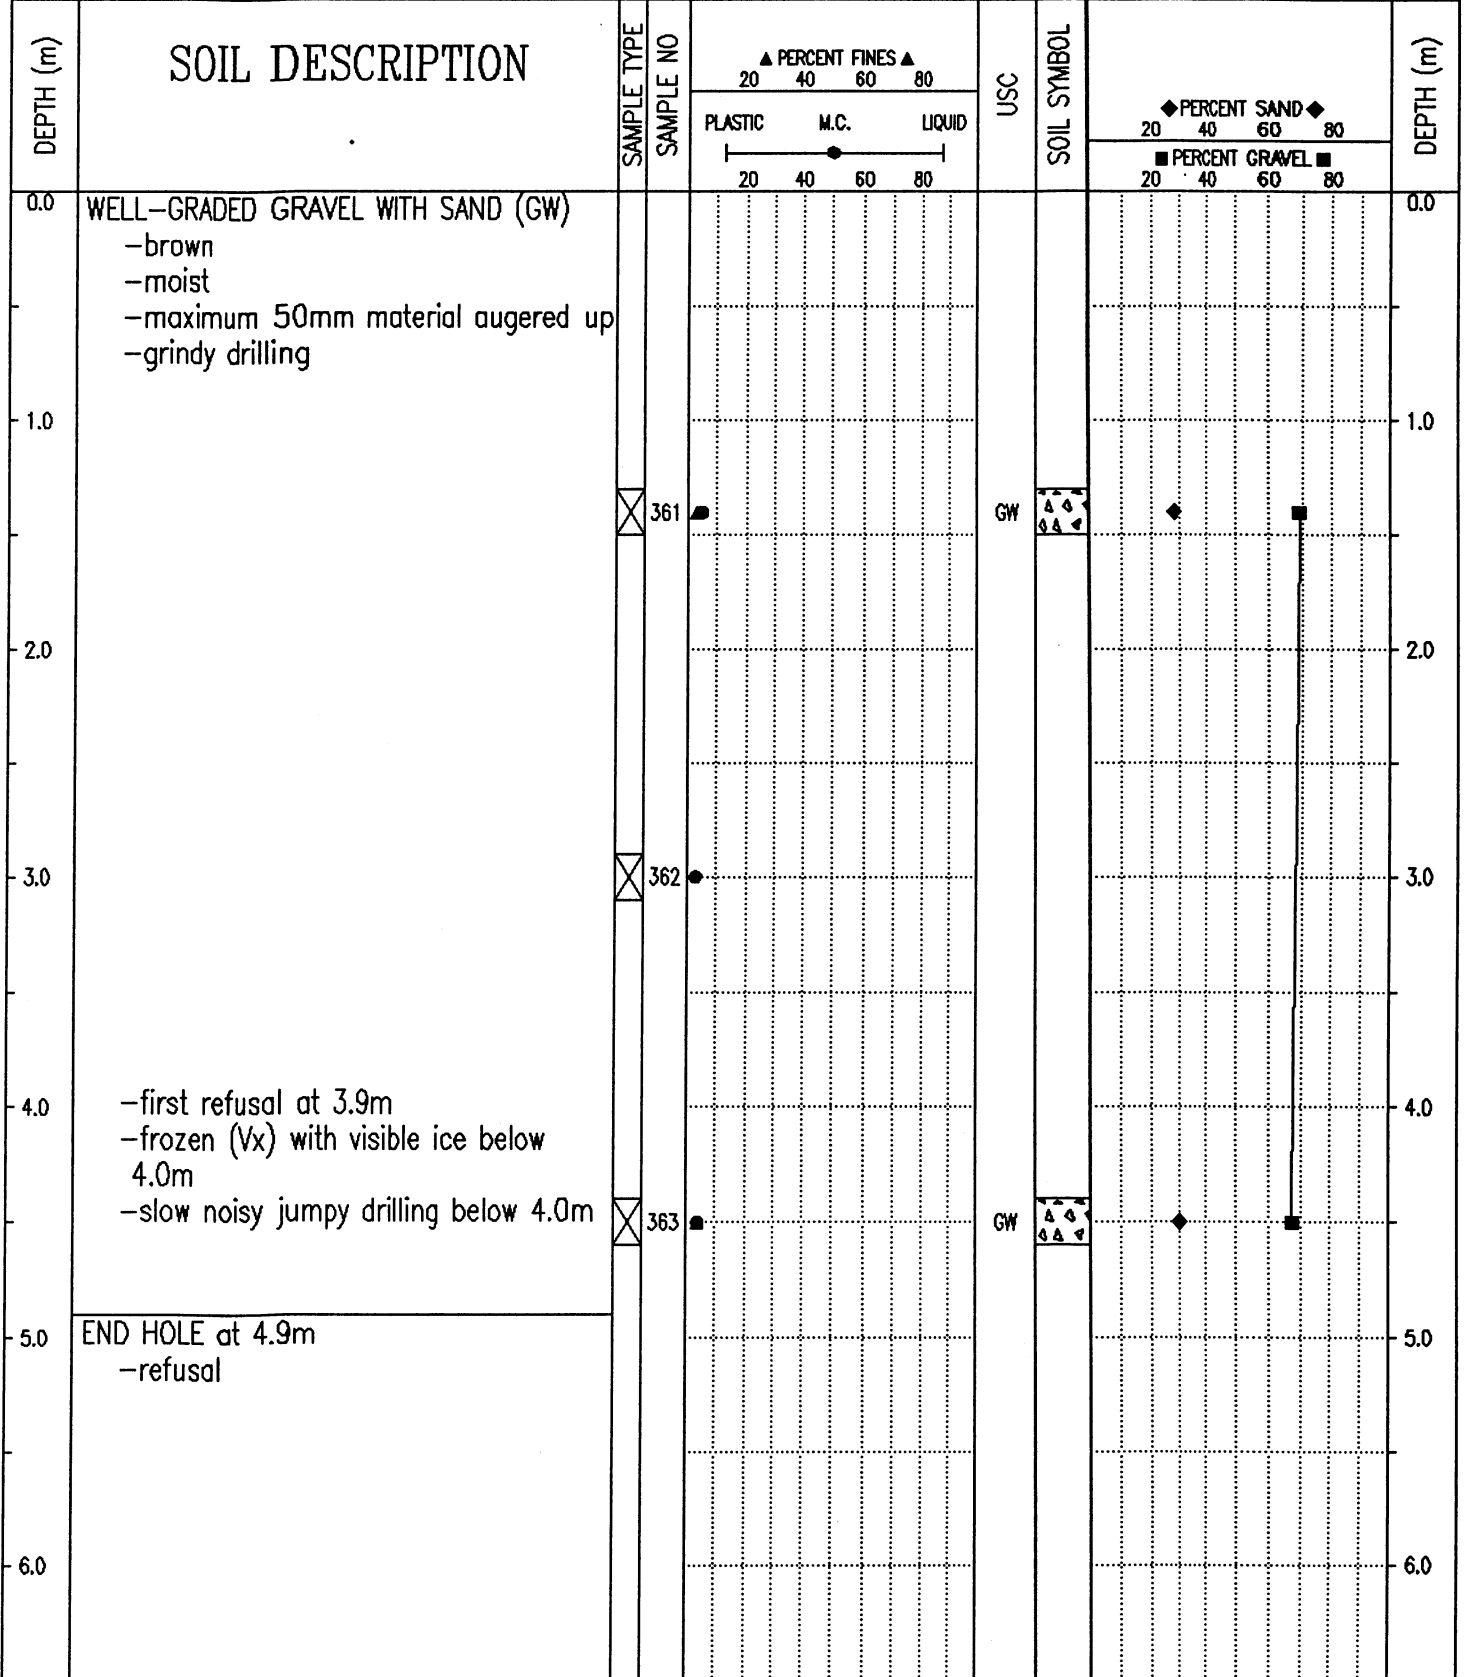 DEPTH (m)
SOIL DESCRIPTION
SAMPLE TYPE
SAMPLE NO
▲ PERCENT FINES ▲
20 40 60 80
PLASTIC M.C. LIQUID
20 40 60 80
USC
SOIL SYMBOL
◆PERCENT SAND◆
20 40 60 80
■ PERCENT GRAVEL ■
20 40 60 80
DEPTH (m)
0.0 WELL-GRADED GRAVEL WITH SAND (GW) 0.0
-brown
-moist
-maximum 50mm material augered up
-grindy drilling
1.0 1.0
361 GW
2.0 2.0
3.0 362 3.0
-first refusal at 3.9m
4.0 4.0
-frozen (Vx) with visible ice below
4.0m
-slow noisy jumpy drilling below 4.0m
363 GW
END HOLE at 4.9m
5.0 5.0
-refusal
6.0 6.0